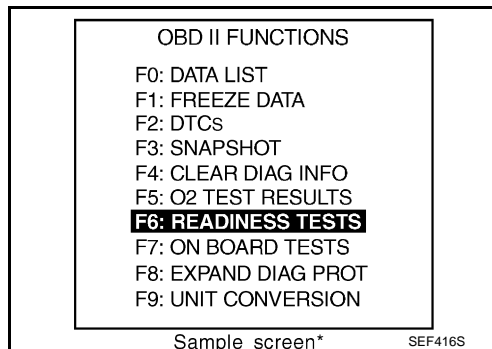 OBD II FUNCTIONS
F0: DATA LIST
F1: FREEZE DATA
F2: DTCs
F3: SNAPSHOT
F4: CLEAR DIAG INFO
F5: O2 TEST RESULTS
F6: READINESS TESTS
F7: ON BOARD TESTS
F8: EXPAND DIAG PROT
F9: UNIT CONVERSION
Sample screen* SEF416S